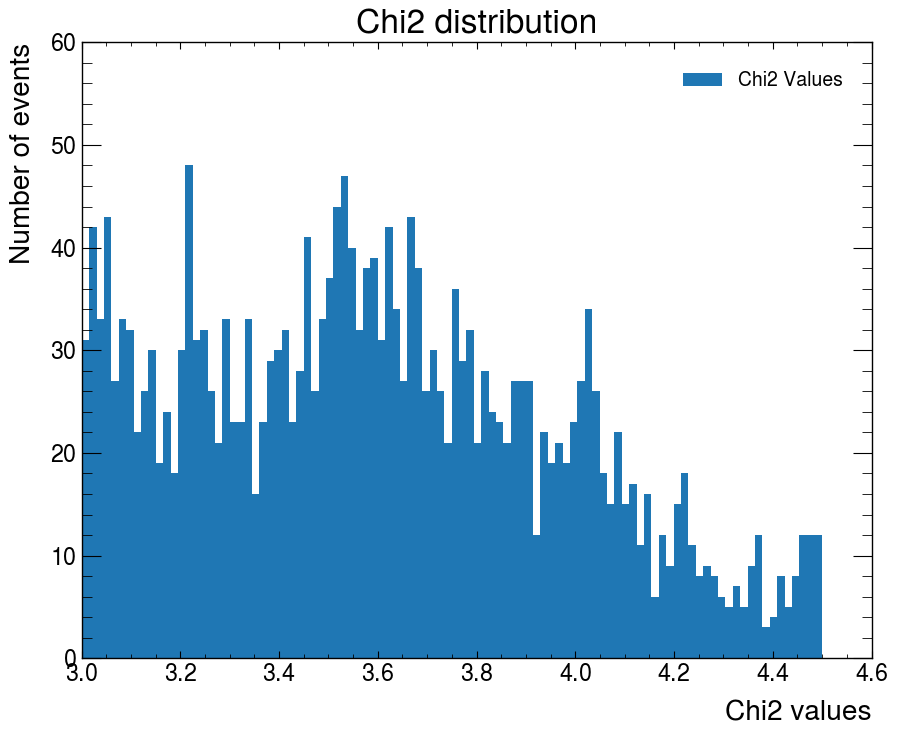 Chi2 distribution
Number of events
Chi2 Values
60
50
40
30
20
10
0
3.0 3.2 3.4 3.6 3.8 4.0 4.2 4.4 4.6
Chi2 values